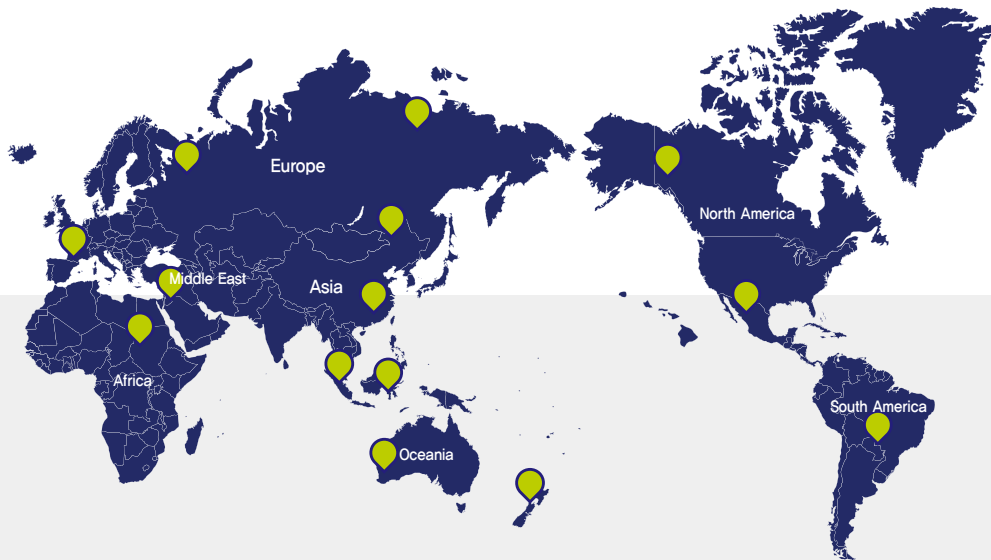 Europe
North America
Middle East
Asia
Africa
South America
Oceania